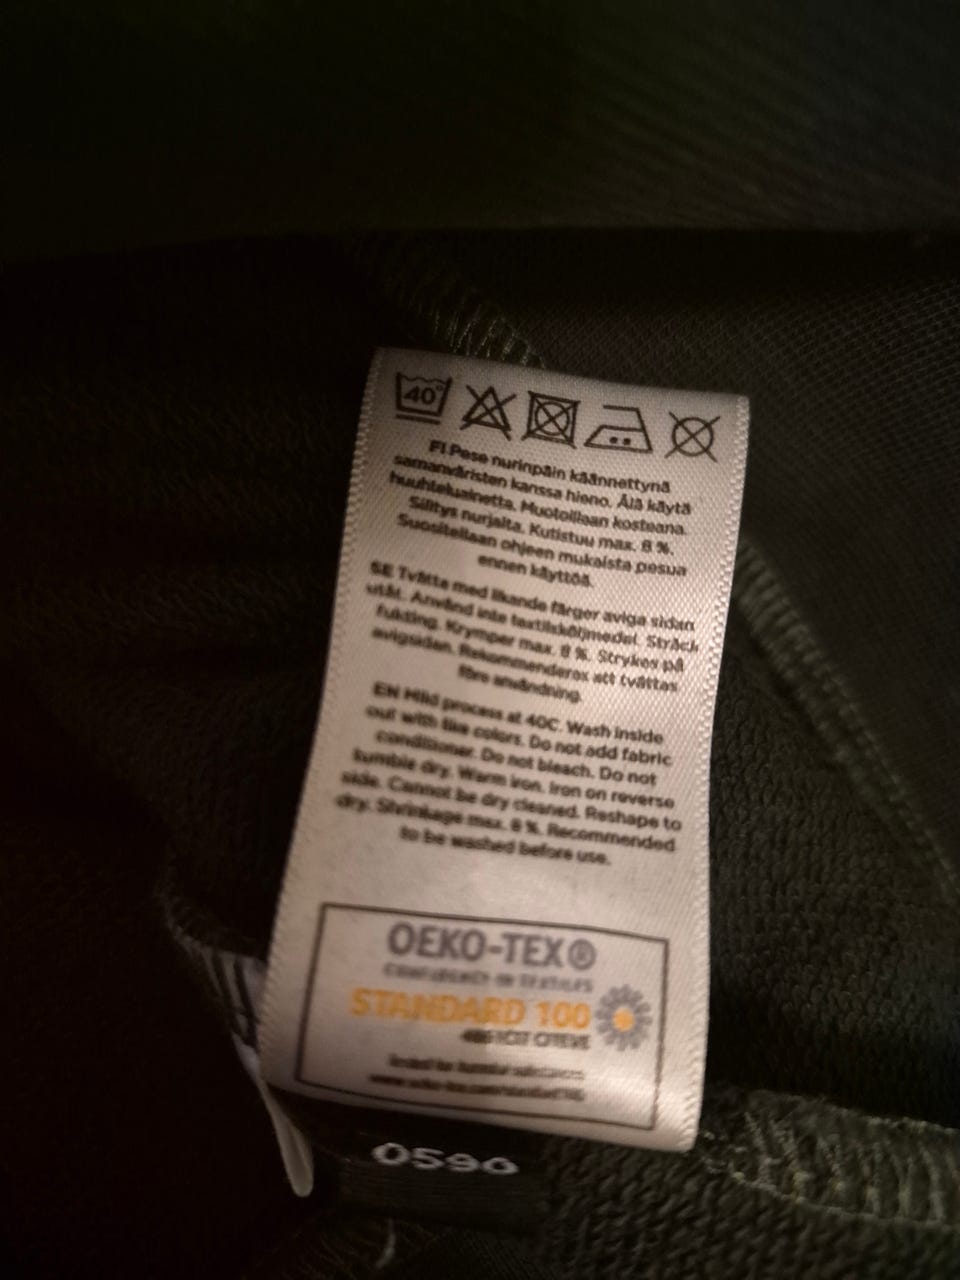 40°
FI Pese nurinpäin käännettynä
samanväristen kanssa hieno. Älä käytä
huuhteluainetta. Muotoillaan kosteana.
Silitys nurjalta. Kutistuu max. 8 %.
Suositellaan ohjeen mukaista pesua
ennen käyttöä.
SE Tvätta med likande färger aviga sidan
utåt. Använd inte textilsköljmedel. Sträck
fukting. Krymper max. 8 %. Strykes på
avigsidan. Rekommenderas att tvättas
före användning.
EN Mild process at 40C. Wash inside
out with like colors. Do not add fabric
conditioner. Do not bleach. Do not
tumble dry. Warm iron. Iron on reverse
side. Cannot be dry cleaned. Reshape to
dry. Shrinkage max. 8 %. Recommended
to be washed before use.
OEKO-TEX®
CONFIDENCE IN TEXTILES
STANDARD 100
CITEVE
Tested for harmful substances
0590